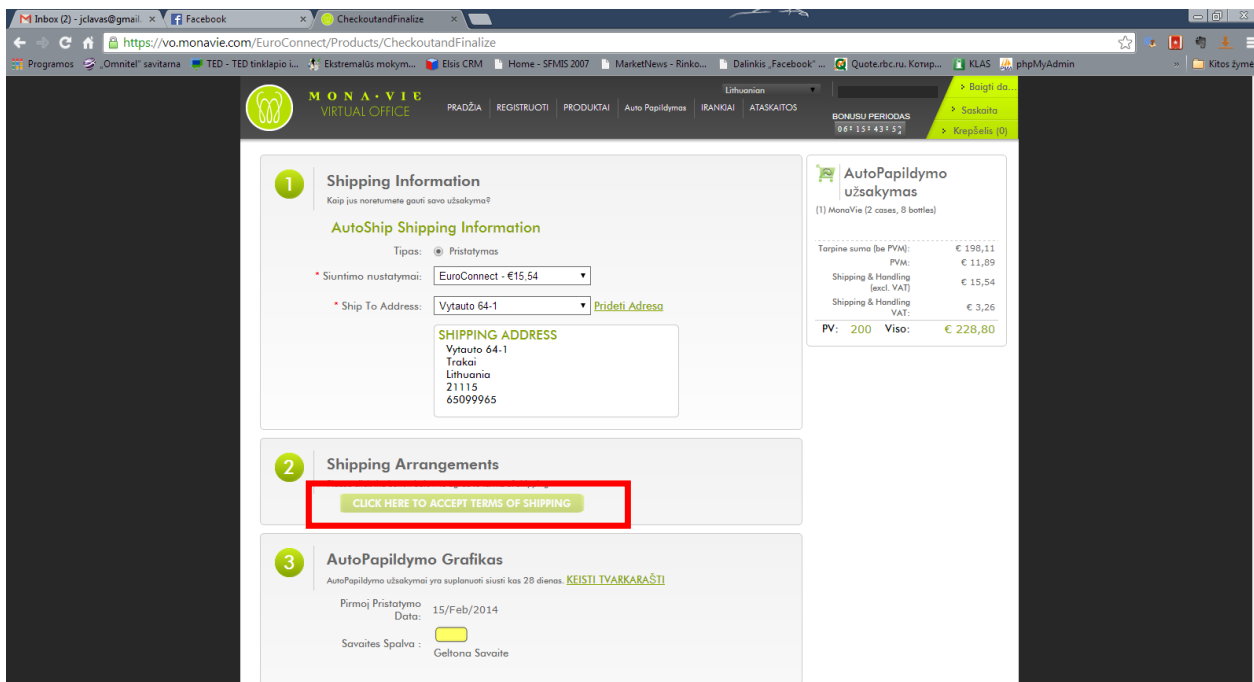 Inbox (2) - jclavas@gmail.
Facebook
CheckoutandFinalize
https://vo.monavie.com/EuroConnect/Products/CheckoutandFinalize
Programos
„Omnitel" savitarna
TED - TED tinklapio i...
Ekstremalūs mokym...
Elsis CRM
Home - SFMIS 2007
MarketNews - Rinko...
Dalinkis „Facebook“ ...
Quote.rbc.ru. Котир...
KLAS
phpMyAdmin
»
Kitos žymė
MONA·VIE
VIRTUAL OFFICE
PRADŽIA
REGISTRUOTI
PRODUKTAI
Auto Papildymas
IRANKIAI
ATASKAITOS
Lithuanian
BONUSU PERIODAS
> Baigti da...
> Saskaita
> Krepšelis (0)
1
Shipping Information
Kaip jus noretumete gauti savo užsakyma?
AutoShip Shipping Information
Tipas: Pristatymas
* Siuntimo nustatymai: EuroConnect - €15,54
* Ship To Address: Vytauto 64-1 Prideti Adresa
SHIPPING ADDRESS
Vytauto 64-1
Trakai
Lithuania
21115
65099965
AutoPapildymo
užsakymas
(1) MonaVie (2 cases, 8 bottles)
Tarpine suma (be PVM): € 198,11
PVM: € 11,89
Shipping & Handling
(excl. VAT) € 15,54
Shipping & Handling
VAT: € 3,26
PV: 200 Viso: € 228,80
2
Shipping Arrangements
CLICK HERE TO ACCEPT TERMS OF SHIPPING
3
AutoPapildymo Grafikas
AutoPapildymo užsakymai yra suplanuoti siusti kas 28 dienas. KEISTI TVARKARAŠTI
Pirmoj Pristatymo
Data: 15/Feb/2014
Savaites Spalva :
Geltona Savaite